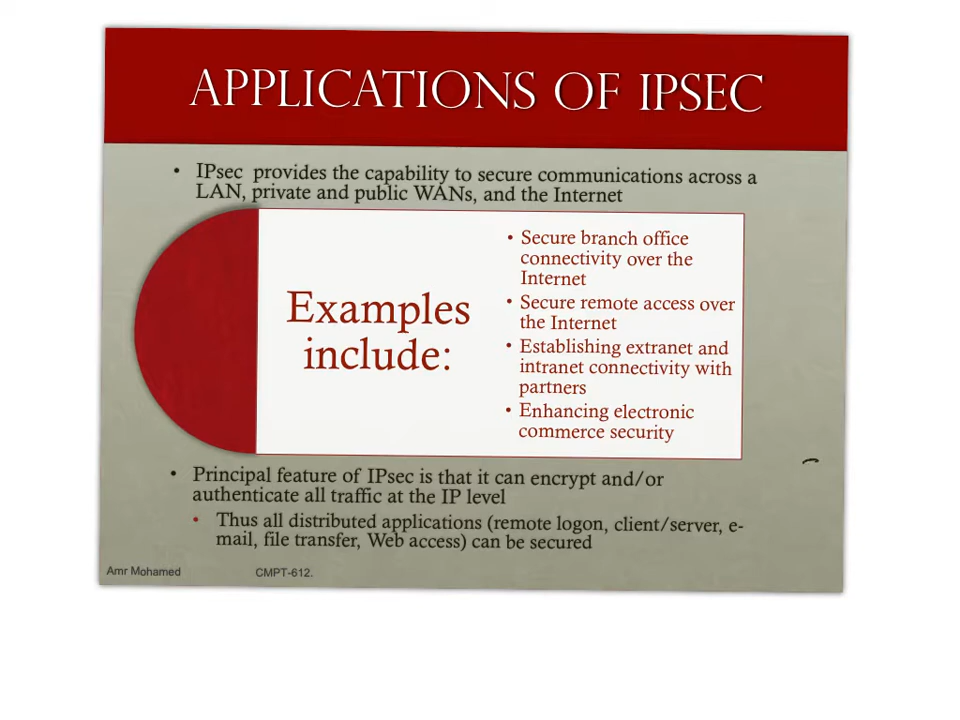 APPLICATIONS OF IPSEC
• IPsec provides the capability to secure communications across a
LAN, private and public WANs, and the Internet
Examples
include:
• Secure branch office
connectivity over the
Internet
• Secure remote access over
the Internet
• Establishing extranet and
intranet connectivity with
partners
• Enhancing electronic
commerce security
• Principal feature of IPsec is that it can encrypt and/or
authenticate all traffic at the IP level
• Thus all distributed applications (remote logon, client/server, e-
mail, file transfer, Web access) can be secured
Amr Mohamed
CMPT-612.